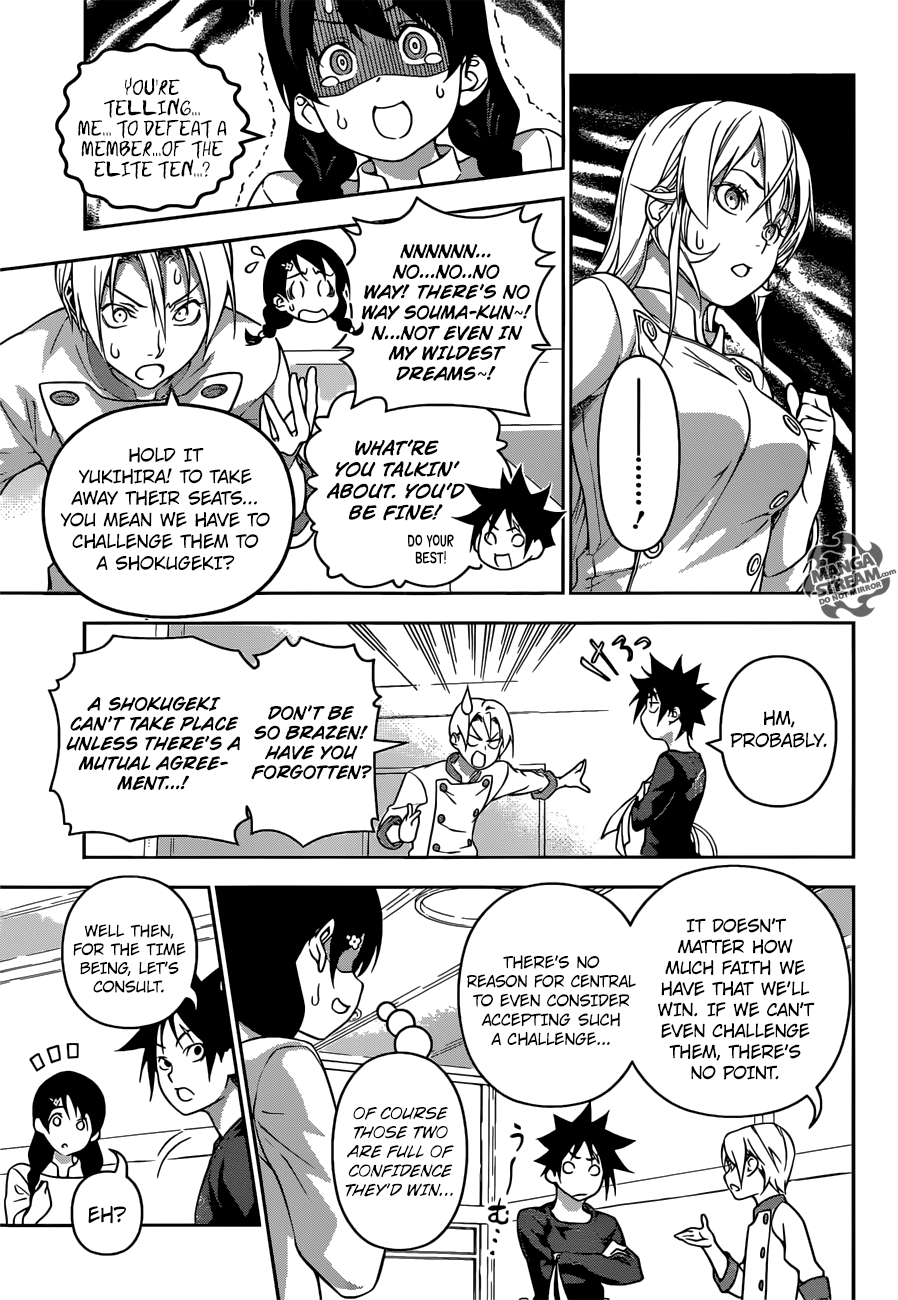 YOU'RE
TELLING...
ME... TO DEFEAT A
MEMBER...OF THE
ELITE TEN...?
———...!
NNNNNN...
NO...NO..NO
WAY! THERE'S NO
WAY SOUMA-KUN~!
N...NOT EVEN IN
MY WILDEST
DREAMS~!
WHAT'RE
YOU TALKIN'
ABOUT. YOU'D
BE FINE!
DO YOUR
BEST!
HOLD IT
YUKIHIRA! TO TAKE
AWAY THEIR SEATS...
YOU MEAN WE HAVE TO
CHALLENGE THEM TO
A SHOKUGEKI?
MANGA
STREAM.com
DO NOT MIRROR
HM,
PROBABLY.
けろっ
DON'T BE
SO BRAZEN!
HAVE YOU
FORGOTTEN?
A SHOKUGEKI
CAN'T TAKE PLACE
UNLESS THERE'S A
MUTUAL AGREE-
MENT...!
IT DOESN'T
MATTER HOW
MUCH FAITH WE
HAVE THAT WE'LL
WIN. IF WE CAN'T
EVEN CHALLENGE
THEM, THERE'S
NO POINT.
THERE'S NO
REASON FOR CENTRAL
TO EVEN CONSIDER
ACCEPTING SUCH
A CHALLENGE...
う〜む…
OF COURSE
THOSE TWO
ARE FULL OF
CONFIDENCE
THEY'D WIN...
WELL THEN,
FOR THE TIME
BEING, LET'S
CONSULT.
EH?